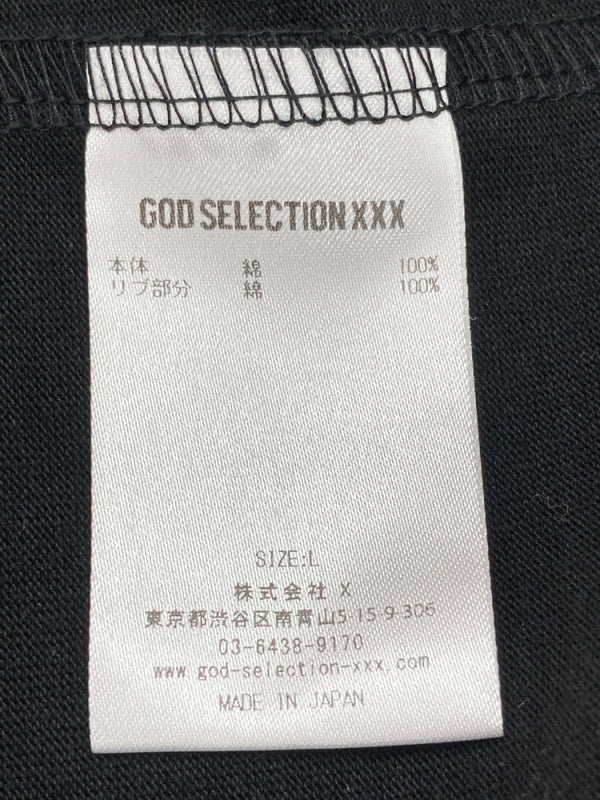 GOD SELECTION XXX
本体 綿 100%
リブ部分 綿 100%
SIZE:L
株式会社 X
東京都渋谷区南青山5-15-9-306
03-6438-9170
www.god-selection-xxx.com
MADE IN JAPAN